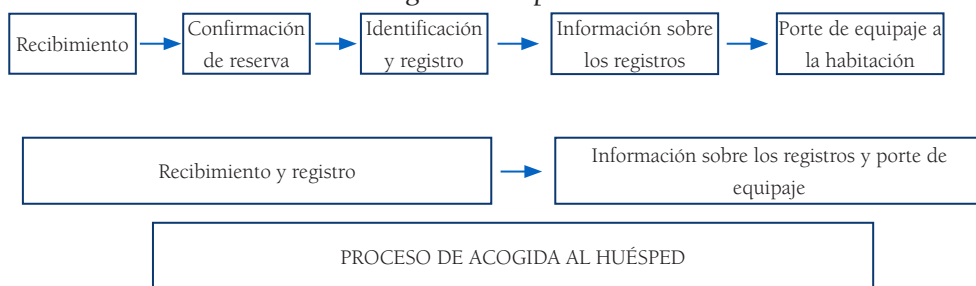 Recibimiento
Confirmación
de reserva
Identificación
y registro
Información sobre
los registros
Porte de equipaje a
la habitación
Recibimiento y registro
Información sobre los registros y porte de
equipaje
PROCESO DE ACOGIDA AL HUÉSPED